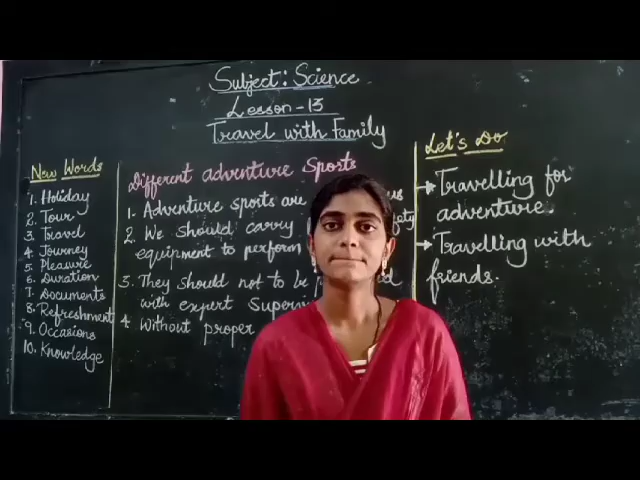 Subject: Science
Lesson-13
Travel with Family
New Words
1. Holiday
2. Tour
3. Travel
4. Journey
5. Pleasure
6. Duration
7. Documents
8. Refreshment
9. Occasions
10. Knowledge
Different adventure Sports
1. Adventure sports are
2. We should carry
equipment to perform
3. They should not to be
with expert
4. Without proper
Let's Do
→ Travelling for
adventure.
→ Travelling with
friends.